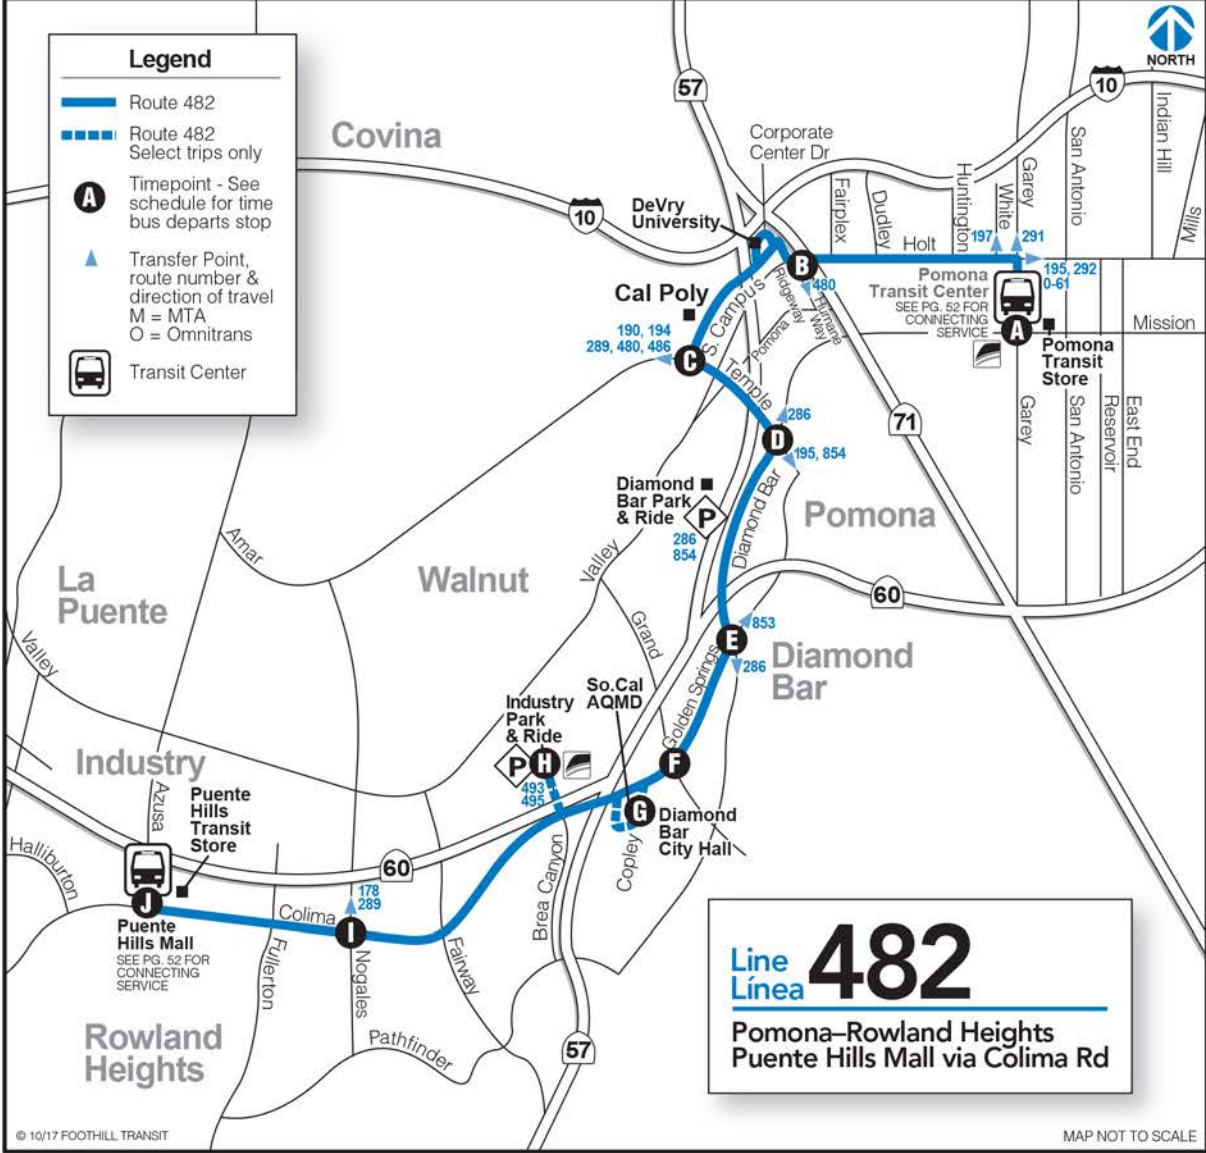 Legend
Route 482
Route 482
Select trips only
A
Timepoint - See
schedule for time
bus departs stop
Transfer Point,
route number &
direction of travel
M = MTA
O = Omnitrans
Transit Center
NORTH
57
10
Covina
Corporate
Center Dr
10
DeVry
University
Fairplex
Dudley
Huntington
White
Garey
San Antonio
Indian Hill
Mills
Holt
197
291
195, 292
0-61
B
480
Pomona
Transit Center
SEE PG. 52 FOR
CONNECTING
SERVICE
A
Mission
Pomona
Transit
Store
Cal Poly
S. Campus
Ridgeway
Humane
Way
Pomona
190, 194
289, 480, 486
C
Temple
71
Garey
San Antonio
Reservoir
East End
286
D
195, 854
Diamond
Bar Park
& Ride
P
286
854
Diamond Bar
Pomona
Amar
Valley
La
Puente
Walnut
60
Valley
Grand
853
E
286
Diamond
Bar
Golden Springs
So.Cal
AQMD
Industry
Park
& Ride
P
H
493
495
F
G
Diamond
Bar
City Hall
Copley
Industry
Azusa
Puente
Hills
Transit
Store
Halliburton
60
Brea Canyon
178
289
J
Colima
I
Puente
Hills Mall
SEE PG. 52 FOR
CONNECTING
SERVICE
Fullerton
Nogales
Fairway
Pathfinder
57
Rowland
Heights
Line
Línea
482
Pomona–Rowland Heights
Puente Hills Mall via Colima Rd
© 10/17 FOOTHILL TRANSIT
MAP NOT TO SCALE